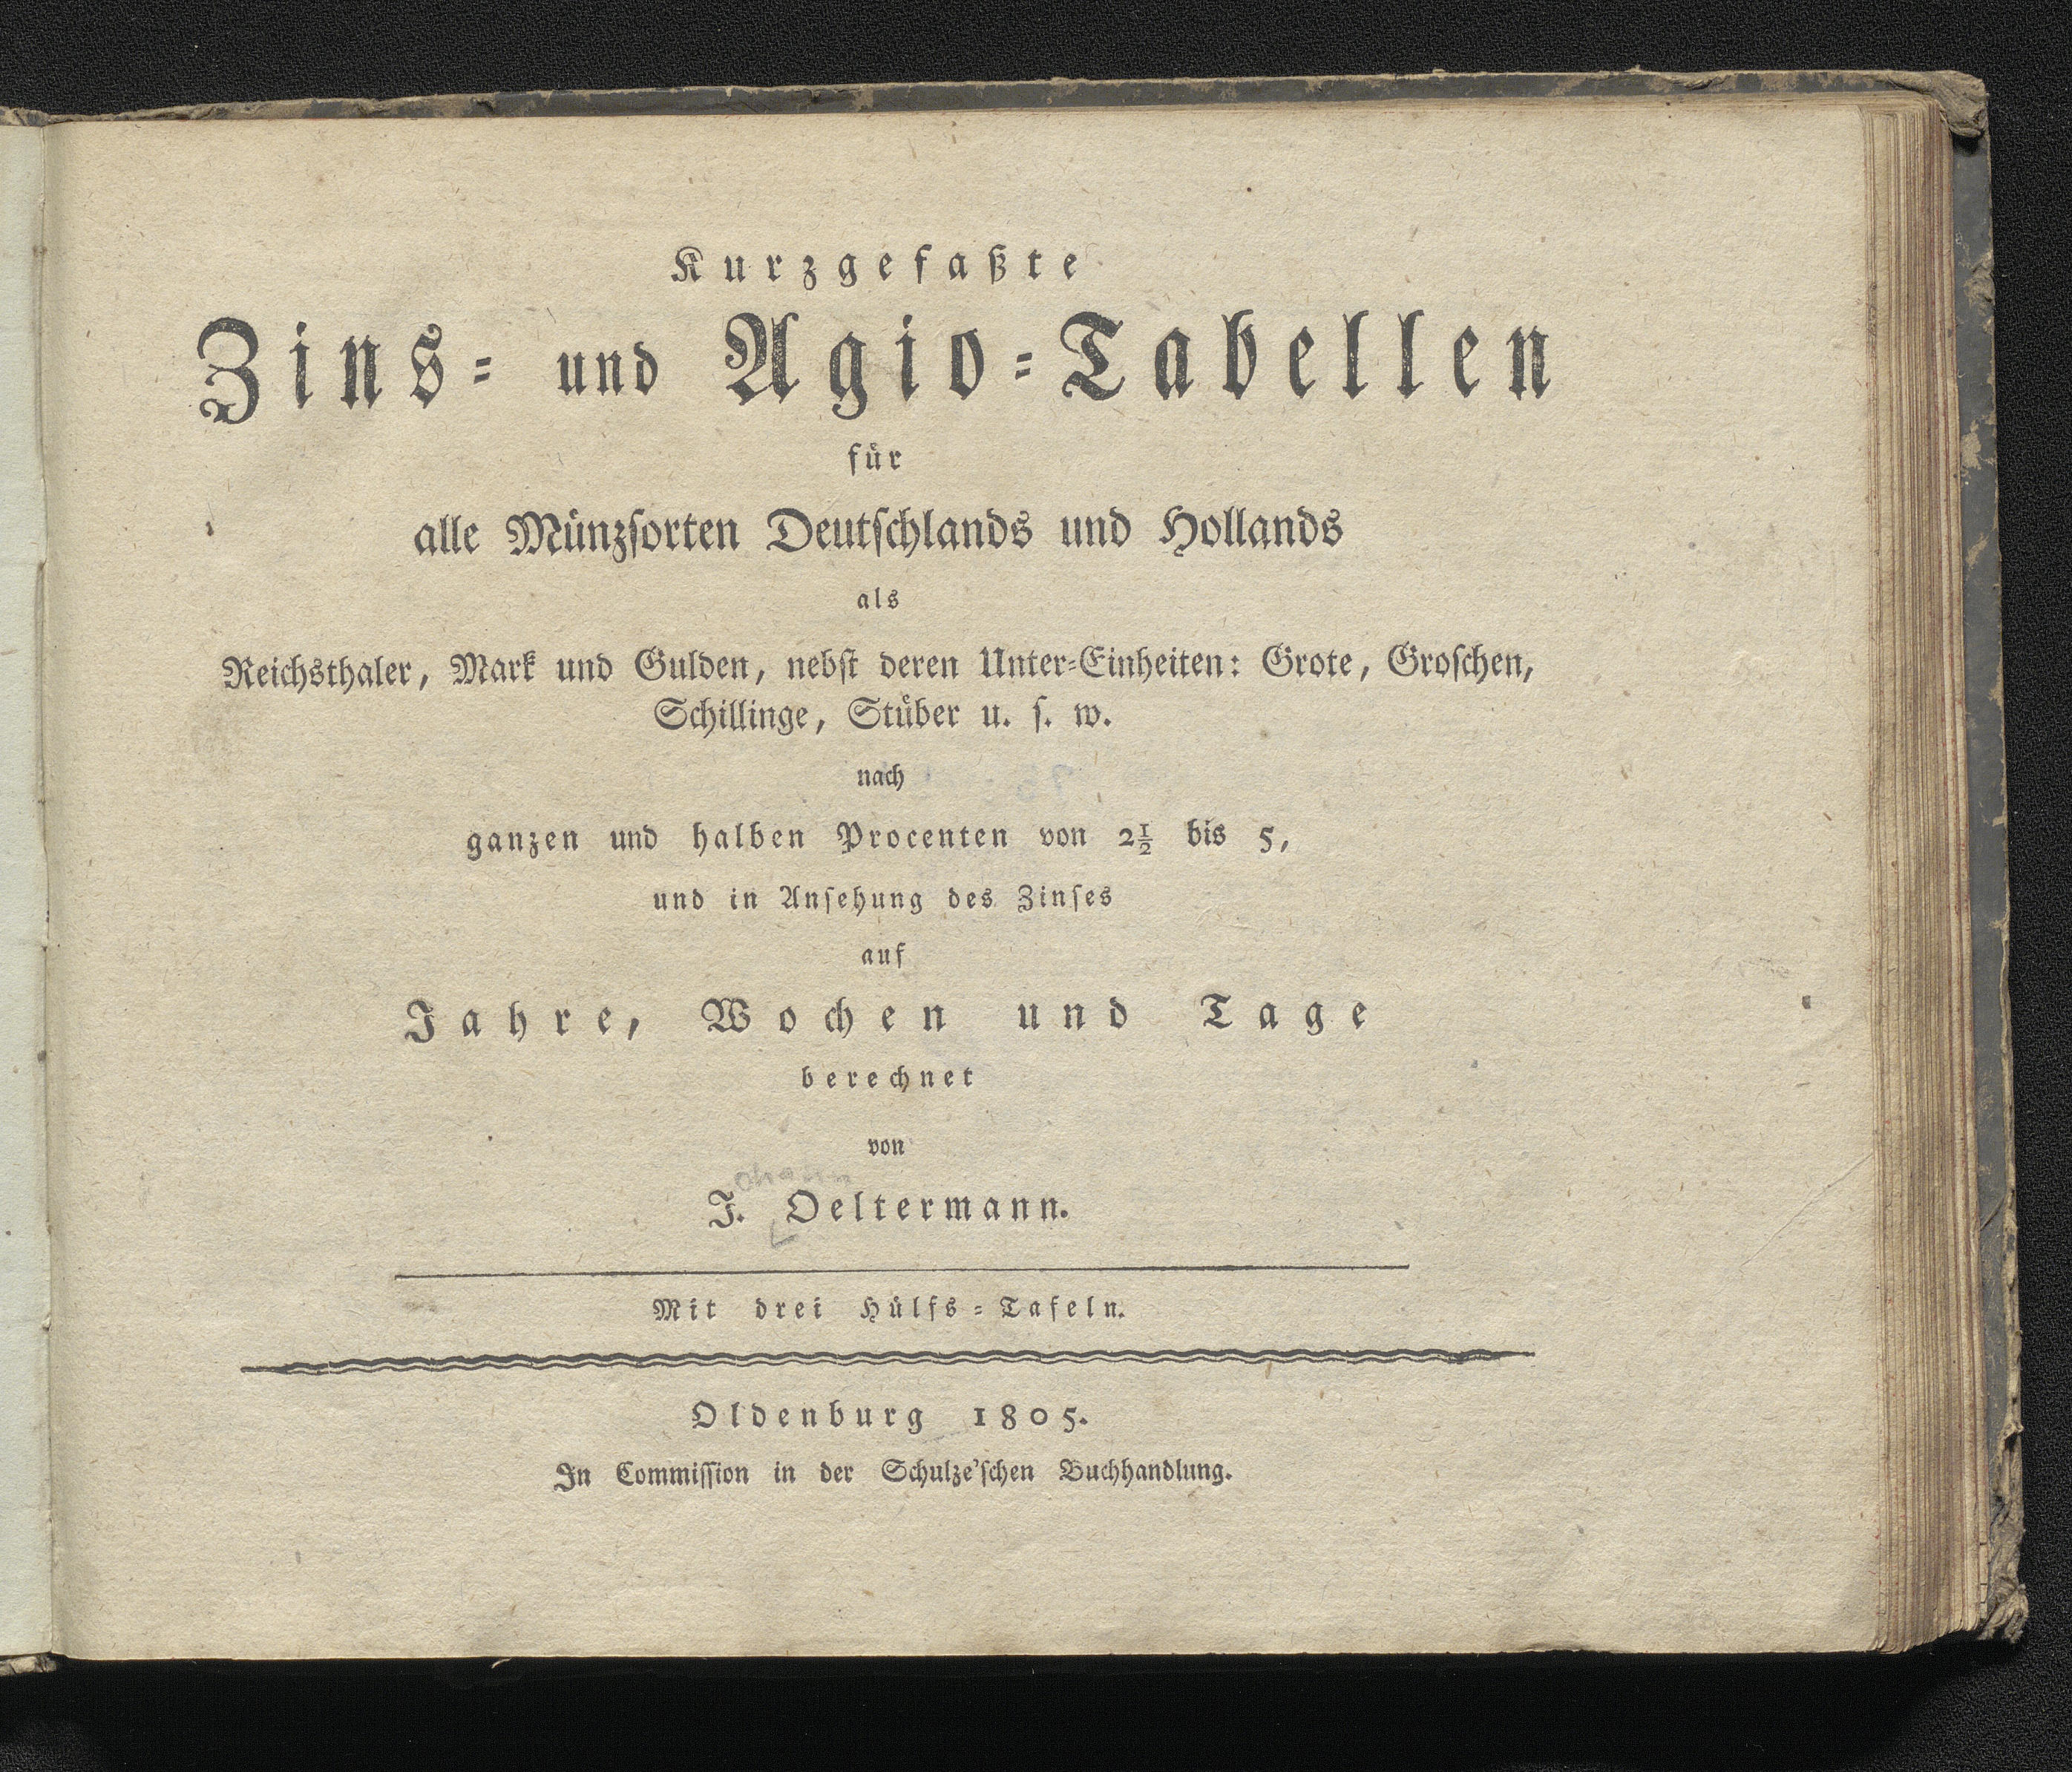 Kurzgefaßte
Zins- und Agio-Tabellen
für
alle Münzsorten Deutschlands und Hollands
als
Reichsthaler, Mark und Gulden, nebst deren Unter-Einheiten: Grote, Groschen,
Schillinge, Stüber u. s. w.
nach
ganzen und halben Procenten von 2½ bis 5,
und in Ansehung des Zinses
auf
Jahre, Wochen und Tage
berechnet
von
ohann
J. Oeltermann.
Mit drei Hülfs-Tafeln.
Oldenburg 1805.
In Commission in der Schulze'schen Buchhandlung.